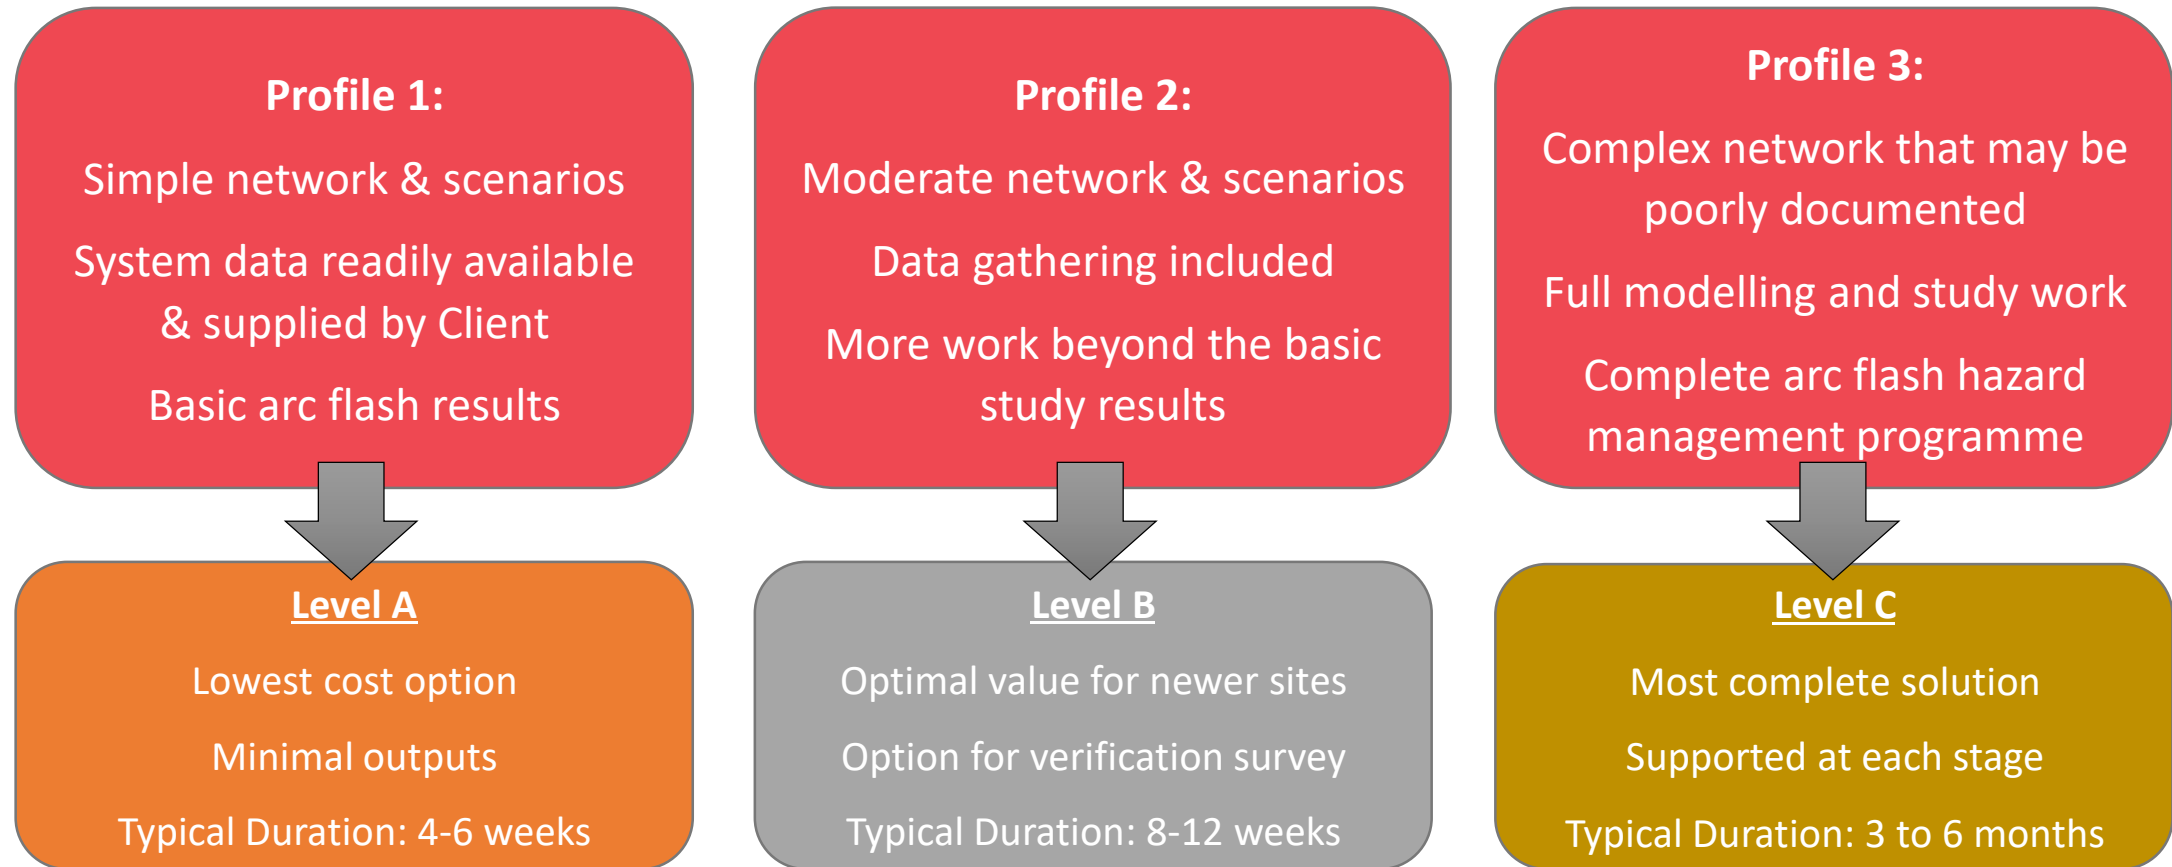 Profile 1:
Simple network & scenarios
System data readily available
& supplied by Client
Basic arc flash results
Profile 2:
Moderate network & scenarios
Data gathering included
More work beyond the basic
study results
Profile 3:
Complex network that may be
poorly documented
Full modelling and study work
Complete arc flash hazard
management programme
Level A
Lowest cost option
Minimal outputs
Typical Duration: 4-6 weeks
Level B
Optimal value for newer sites
Option for verification survey
Typical Duration: 8-12 weeks
Level C
Most complete solution
Supported at each stage
Typical Duration: 3 to 6 months